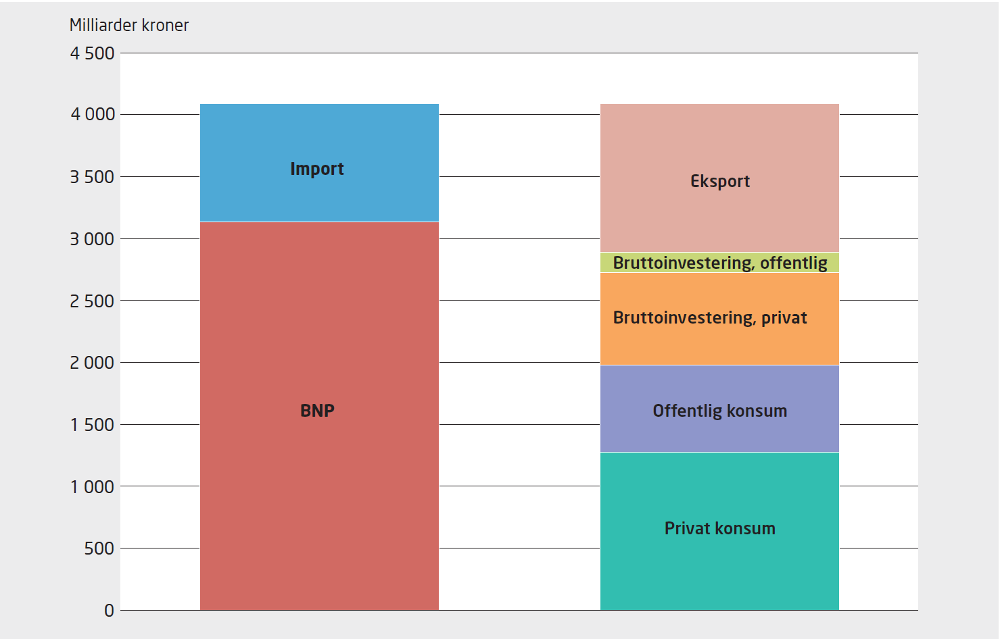 Milliarder kroner
4 500
4 000
3 500
3 000
2 500
2 000
1 500
1 000
500
0
Import
BNP
Eksport
Bruttoinvestering, offentlig
Bruttoinvestering, privat
Offentlig konsum
Privat konsum